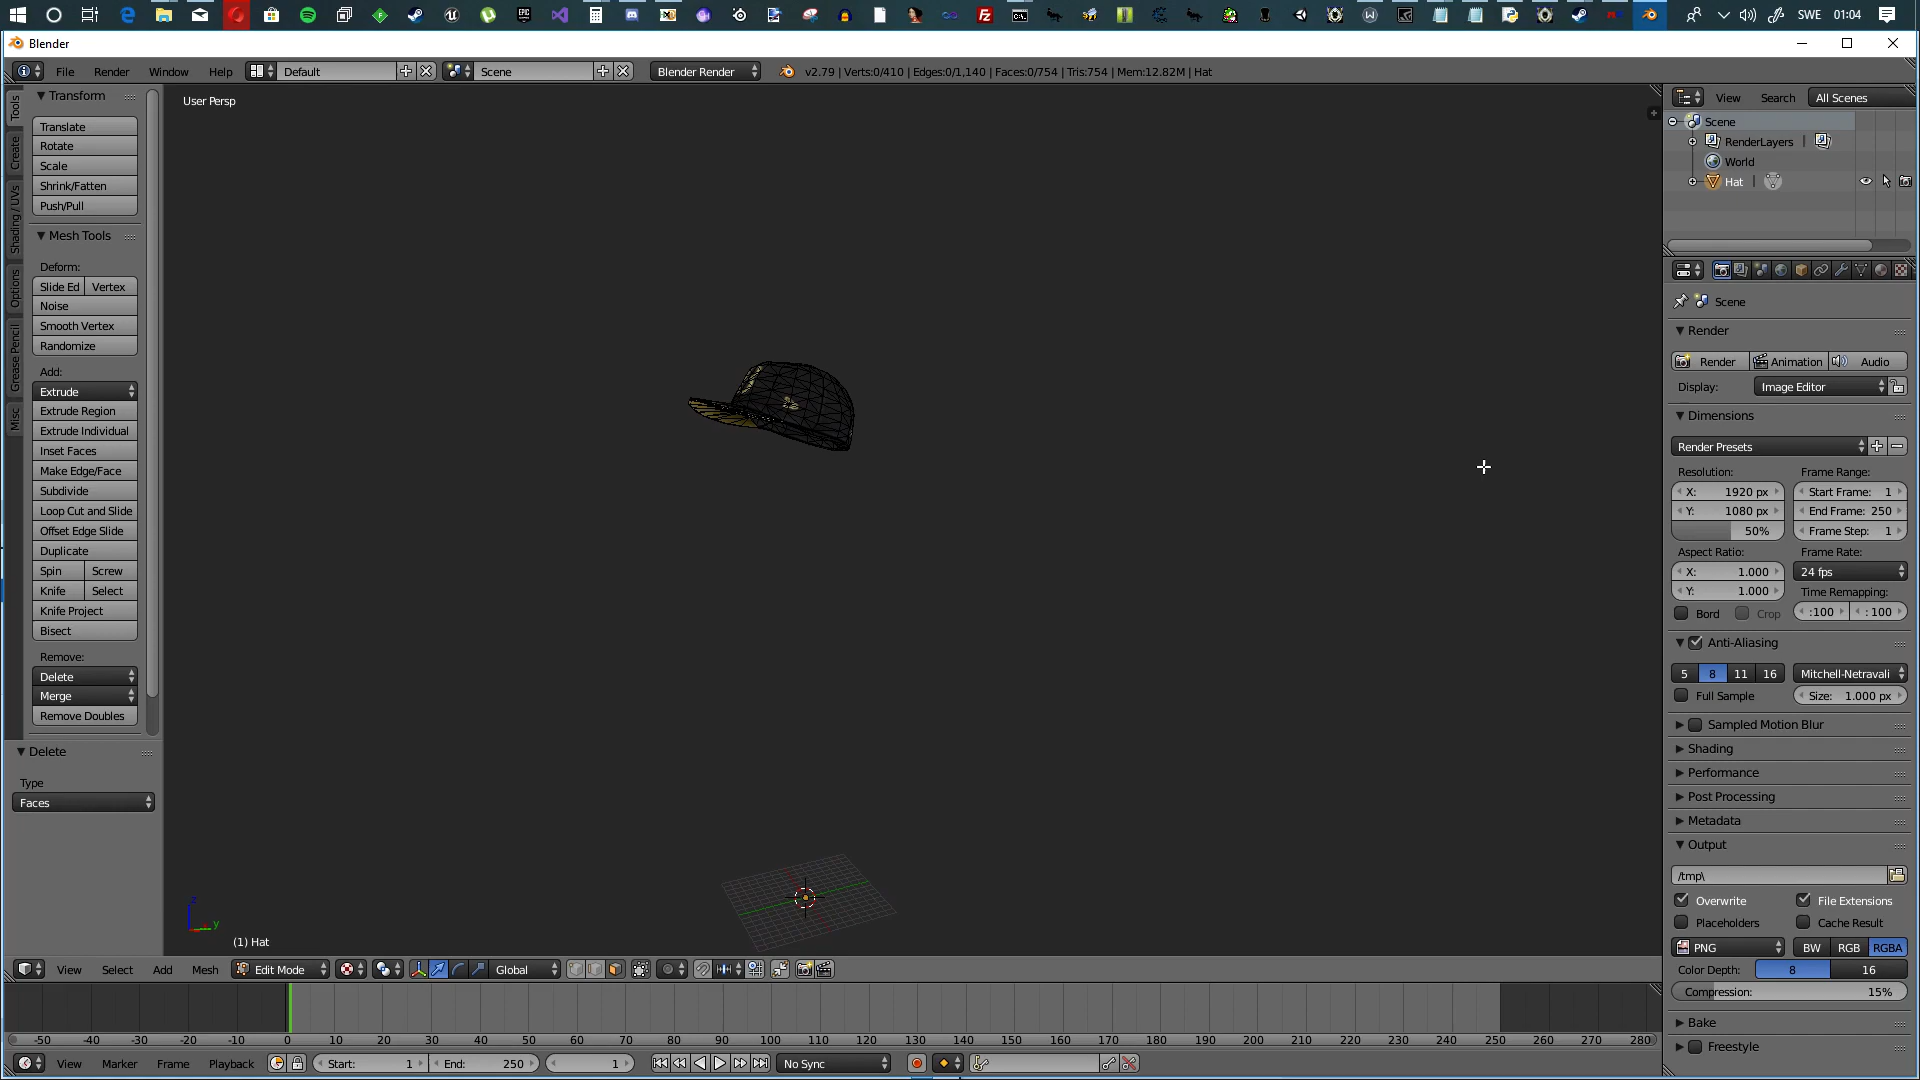 SWE 01:04
Blender
File Render Window Help Default Scene Blender Render v2.79 | Verts:0/410 | Edges:0/1,140 | Faces:0/754 | Tris:754 | Mem:12.82M | Hat
Tools
Create
Shading / UVs
Options
Grease Pencil
Misc
Transform
Translate
Rotate
Scale
Shrink/Fatten
Push/Pull
Mesh Tools
Deform:
Slide Ed Vertex
Noise
Smooth Vertex
Randomize
Add:
Extrude
Extrude Region
Extrude Individual
Inset Faces
Make Edge/Face
Subdivide
Loop Cut and Slide
Offset Edge Slide
Duplicate
Spin Screw
Knife Select
Knife Project
Bisect
Remove:
Delete
Merge
Remove Doubles
Delete
Type
Faces
User Persp
z
y
(1) Hat
View Select Add Mesh Edit Mode Global
-50 -40 -30 -20 -10 0 10 20 30 40 50 60 70 80 90 100 110 120 130 140 150 160 170 180 190 200 210 220 230 240 250 260 270 280
View Marker Frame Playback Start: 1 End: 250 1 No Sync
View Search All Scenes
Scene
RenderLayers |
World
Hat |
Scene
Render
Render Animation Audio
Display: Image Editor
Dimensions
Render Presets
Resolution: Frame Range:
X: 1920 px Start Frame: 1
Y: 1080 px End Frame: 250
50% Frame Step: 1
Aspect Ratio: Frame Rate:
X: 1.000 24 fps
Y: 1.000 Time Remapping:
Bord Crop :100 : 100
Anti-Aliasing
5 8 11 16 Mitchell-Netravali
Full Sample Size: 1.000 px
Sampled Motion Blur
Shading
Performance
Post Processing
Metadata
Output
/tmp\
Overwrite File Extensions
Placeholders Cache Result
PNG BW RGB RGBA
Color Depth: 8 16
Compression: 15%
Bake
Freestyle